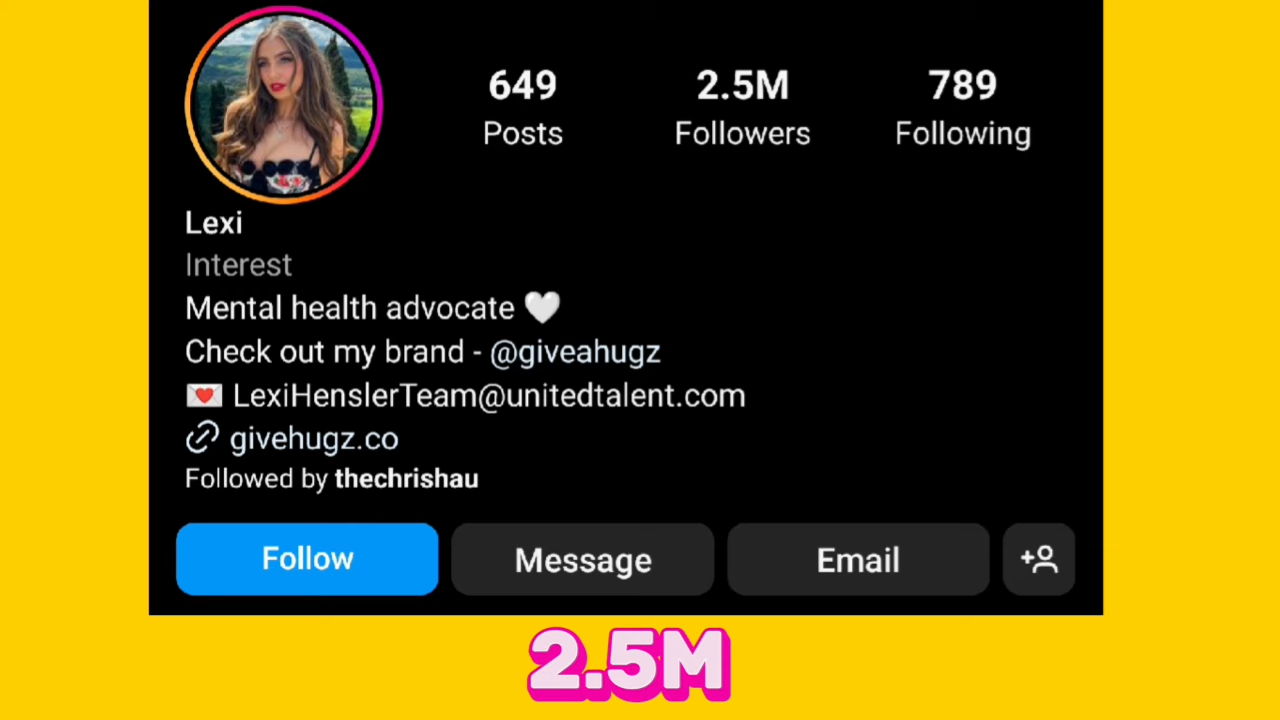 649 2.5M 789
Posts Followers Following
Lexi
Interest
Mental health advocate 🤍
Check out my brand - @giveahugz
💌 LexiHenslerTeam@unitedtalent.com
givehugz.co
Followed by thechrishau
Follow Message Email
2.5M